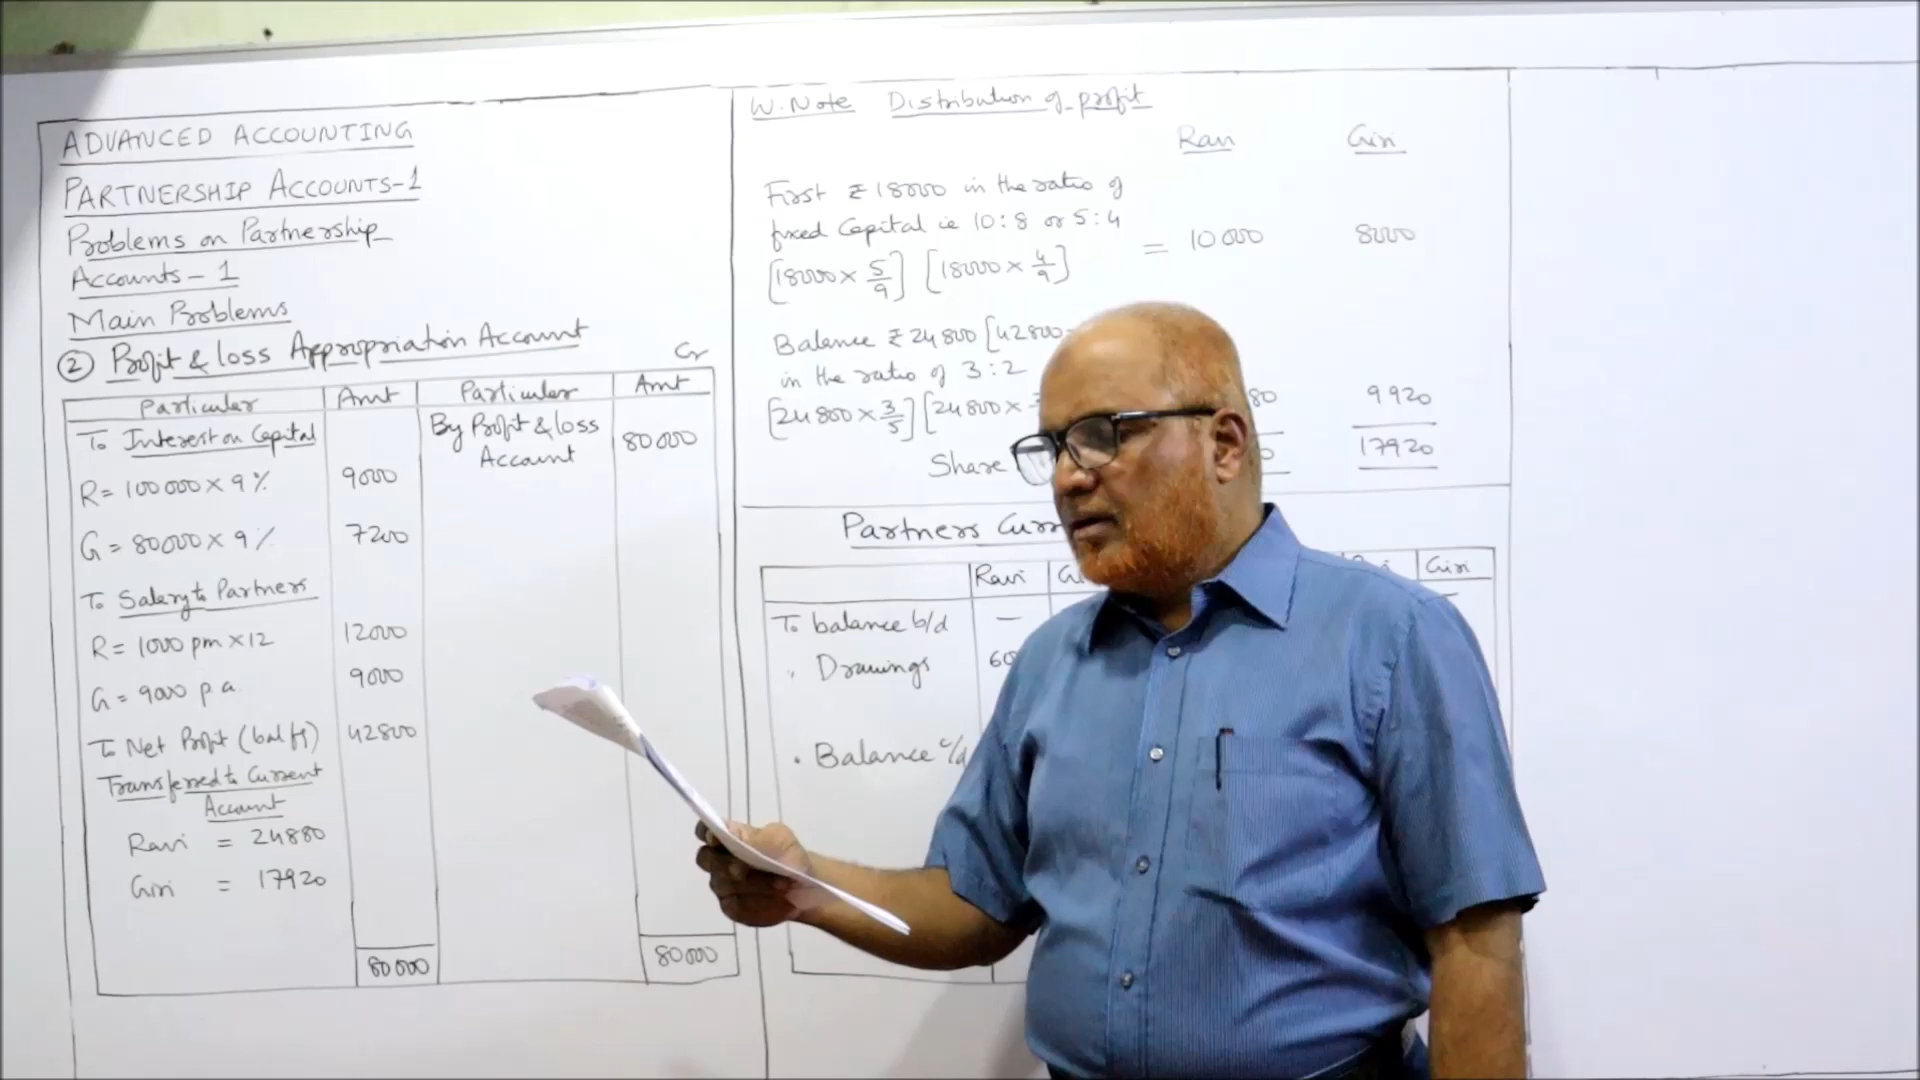 ADVANCED ACCOUNTING
PARTNERSHIP ACCOUNTS-1
Problems on Partnership
Accounts-1
Main Problems
② Profit & loss Appropriation Account
Cr
Particular Amt Particular Amt
To Interest on Capital By Profit & loss Account 80000
R = 100000 × 9% 9000
G = 80000 × 9% 7200
To Salary to Partners
R = 1000 pm × 12 12000
G = 9000 p a 9000
To Net Profit (bal f) 42800
Transferred to Current
Account
Ravi = 24880
Giri = 17920
80000 80000
W. Note Distribution of profit
Ravi Giri
First ₹ 18000 in the ratio of
fixed Capital ie 10:8 or 5:4
[18000 × 5/9] [18000 × 4/9] = 10000 8000
Balance ₹ 24800 [42800-
in the ratio of 3:2
[24800 × 3/5] [24800 × 80 9920
Share 17920
Partners
Ravi Giri
To balance b/d —
" Drawings
" Balance c/d